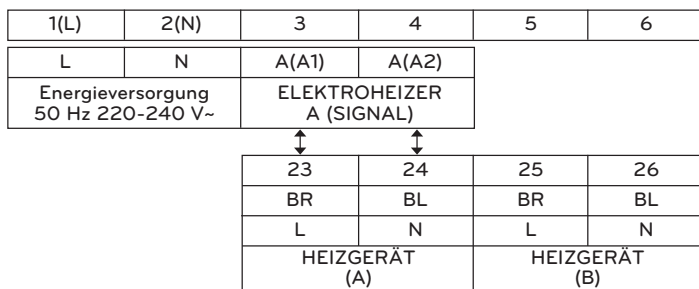 1(L) 2(N) 3 4 5 6
L N A(A1) A(A2)
Energieversorgung ELEKTROHEIZER
50 Hz 220-240 V~ A (SIGNAL)
23 24 25 26
BR BL BR BL
L N L N
HEIZGERÄT HEIZGERÄT
(A) (B)